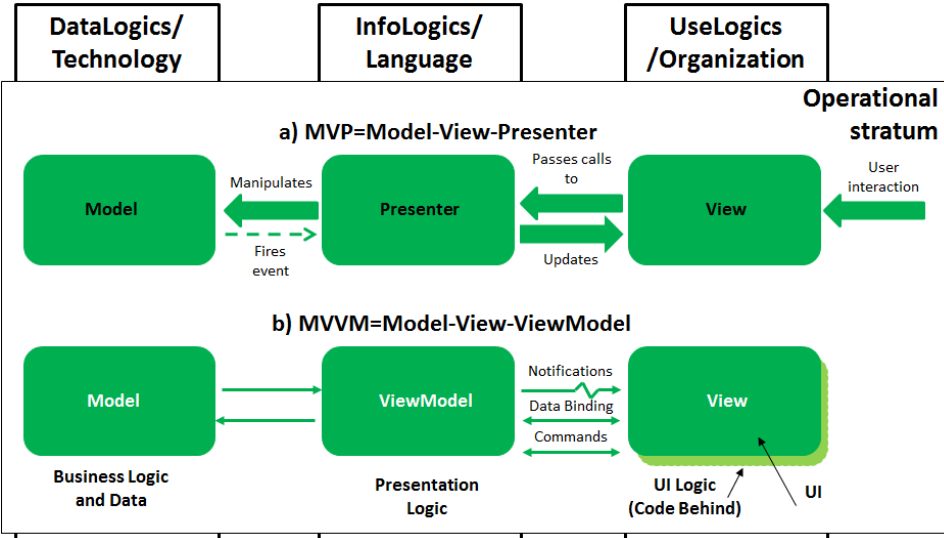 DataLogics/
Technology
InfoLogics/
Language
UseLogics
/Organization
Operational
stratum
a) MVP=Model-View-Presenter
Model
Manipulates
Fires
event
Presenter
Passes calls
to
Updates
View
User
interaction
b) MVVM=Model-View-ViewModel
Model
ViewModel
Notifications
Data Binding
Commands
View
Business Logic
and Data
Presentation
Logic
UI Logic
(Code Behind)
UI